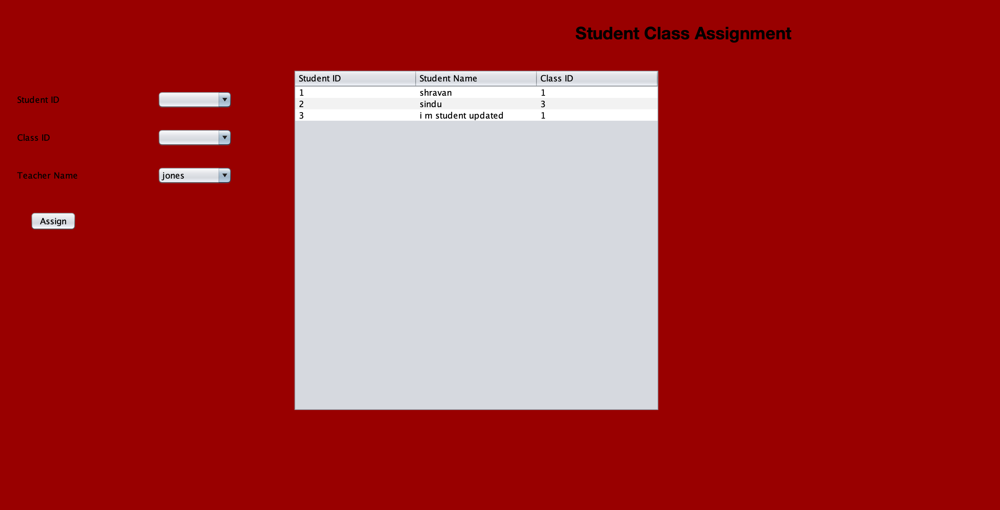 Student Class Assignment
Student ID
Class ID
Teacher Name jones
Assign
Student ID Student Name Class ID
1 shravan 1
2 sindu 3
3 i m student updated 1